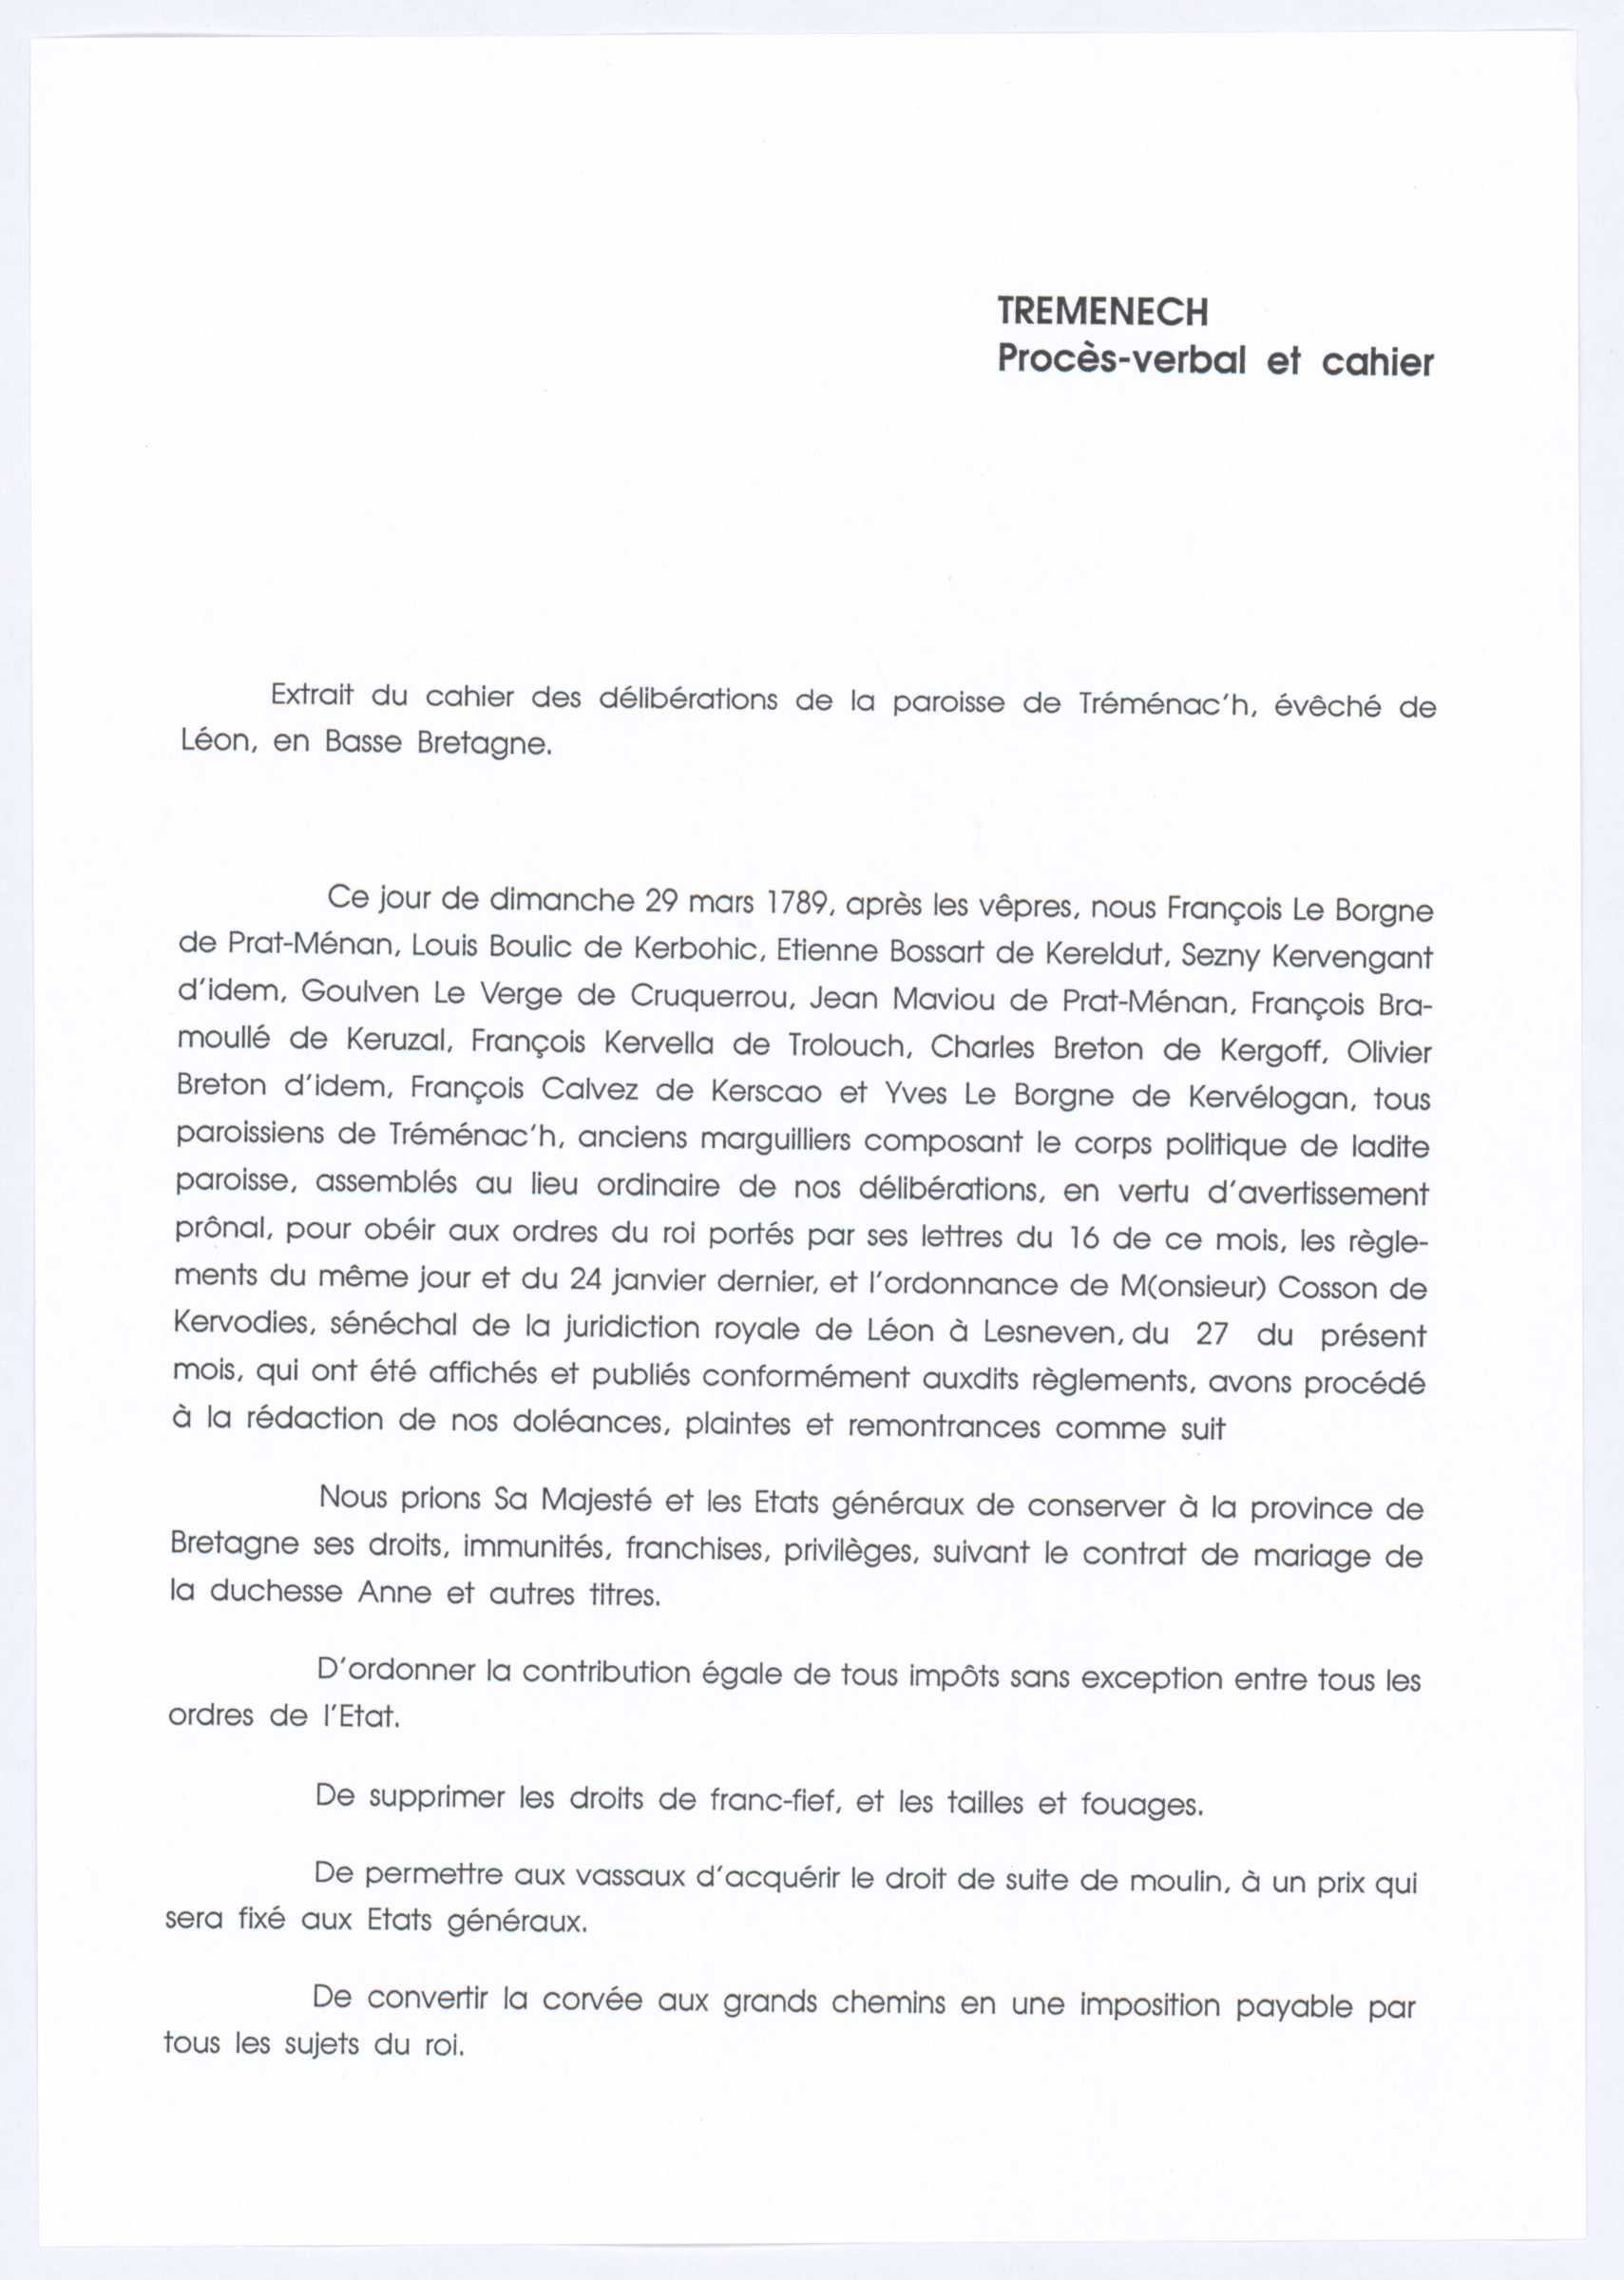 TREMENECH
Procès-verbal et cahier
Extrait du cahier des délibérations de la paroisse de Tréménac'h, évêché de
Léon, en Basse Bretagne.
Ce jour de dimanche 29 mars 1789, après les vêpres, nous François Le Borgne
de Prat-Ménan, Louis Boulic de Kerbohic, Etienne Bossart de Kereldut, Sezny Kervengant
d'idem, Goulven Le Verge de Cruquerrou, Jean Maviou de Prat-Ménan, François Bra-
moullé de Keruzal, François Kervella de Trolouch, Charles Breton de Kergoff, Olivier
Breton d'idem, François Calvez de Kerscao et Yves Le Borgne de Kervélogan, tous
paroissiens de Tréménac'h, anciens marguilliers composant le corps politique de ladite
paroisse, assemblés au lieu ordinaire de nos délibérations, en vertu d'avertissement
prônal, pour obéir aux ordres du roi portés par ses lettres du 16 de ce mois, les règle-
ments du même jour et du 24 janvier dernier, et l'ordonnance de M(onsieur) Cosson de
Kervodies, sénéchal de la juridiction royale de Léon à Lesneven, du 27 du présent
mois, qui ont été affichés et publiés conformément auxdits règlements, avons procédé
à la rédaction de nos doléances, plaintes et remontrances comme suit
Nous prions Sa Majesté et les Etats généraux de conserver à la province de
Bretagne ses droits, immunités, franchises, privilèges, suivant le contrat de mariage de
la duchesse Anne et autres titres.
D'ordonner la contribution égale de tous impôts sans exception entre tous les
ordres de l'Etat.
De supprimer les droits de franc-fief, et les tailles et fouages.
De permettre aux vassaux d'acquérir le droit de suite de moulin, à un prix qui
sera fixé aux Etats généraux.
De convertir la corvée aux grands chemins en une imposition payable par
tous les sujets du roi.